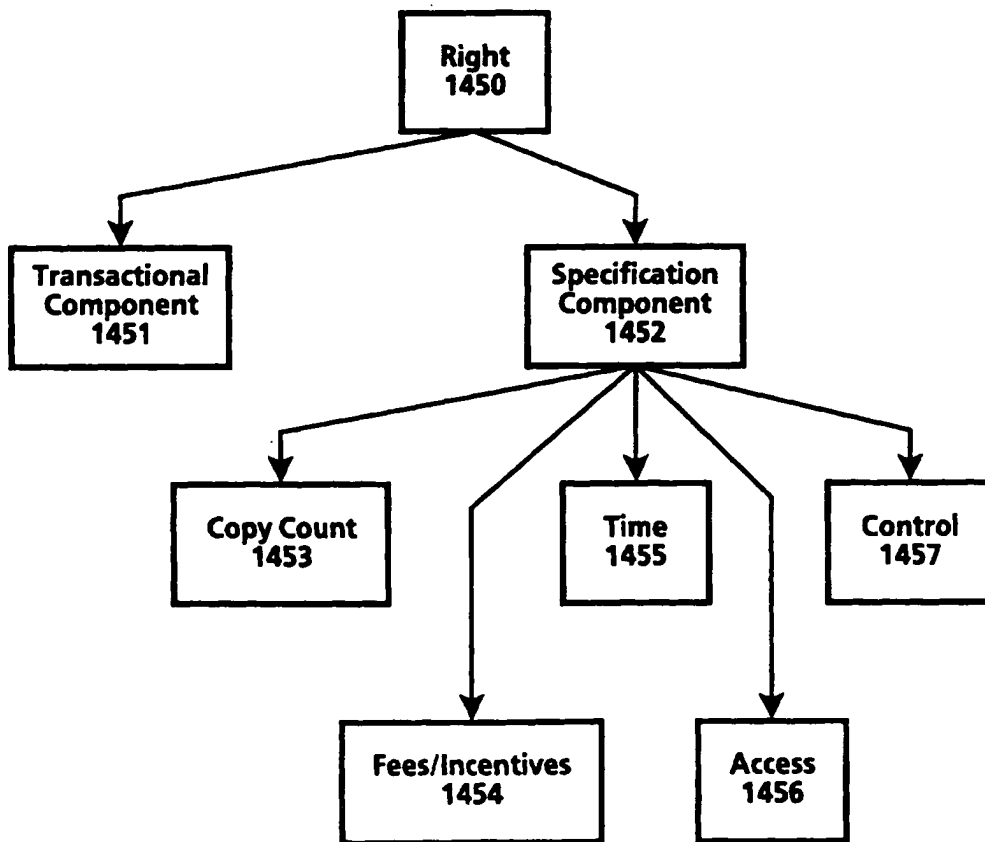 Right
1450
Transactional
Component
1451
Specification
Component
1452
Copy Count
1453
Time
1455
Control
1457
Fees/Incentives
1454
Access
1456